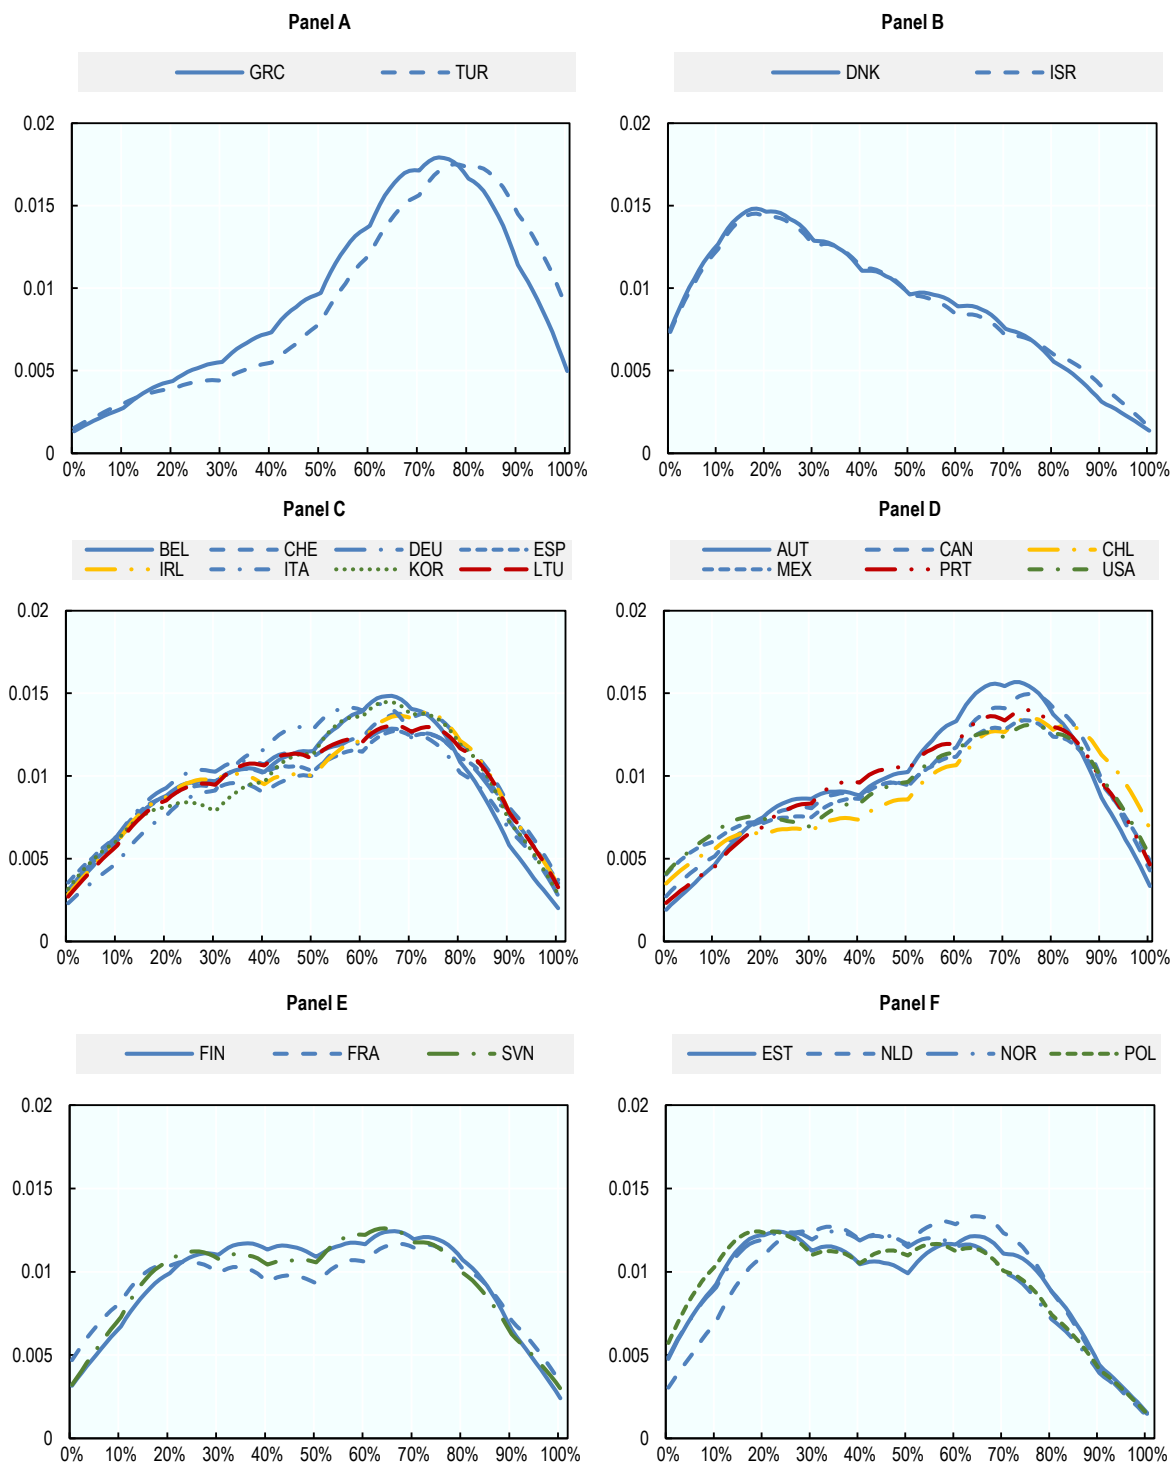 Panel A
GRC TUR
0.02
0.015
0.01
0.005
0
0% 10% 20% 30% 40% 50% 60% 70% 80% 90% 100%
Panel B
DNK ISR
0.02
0.015
0.01
0.005
0
0% 10% 20% 30% 40% 50% 60% 70% 80% 90% 100%
Panel C
BEL CHE DEU ESP
IRL ITA KOR LTU
0.02
0.015
0.01
0.005
0
0% 10% 20% 30% 40% 50% 60% 70% 80% 90% 100%
Panel D
AUT CAN CHL
MEX PRT USA
0.02
0.015
0.01
0.005
0
0% 10% 20% 30% 40% 50% 60% 70% 80% 90% 100%
Panel E
FIN FRA SVN
0.02
0.015
0.01
0.005
0
0% 10% 20% 30% 40% 50% 60% 70% 80% 90% 100%
Panel F
EST NLD NOR POL
0.02
0.015
0.01
0.005
0
0% 10% 20% 30% 40% 50% 60% 70% 80% 90% 100%